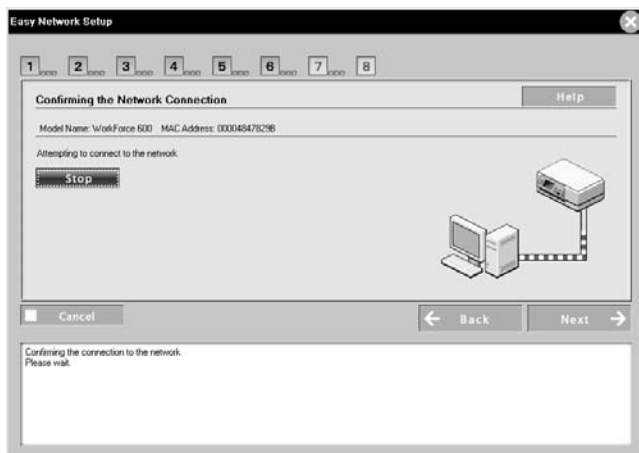 Easy Network Setup
1 2 3 4 5 6 7 8
Confirming the Network Connection
Help
Model Name: WorkForce 600 MAC Address: 00004847829B
Attempting to connect to the network
Stop
Cancel
Back
Next
Confirming the connection to the network
Please wait.